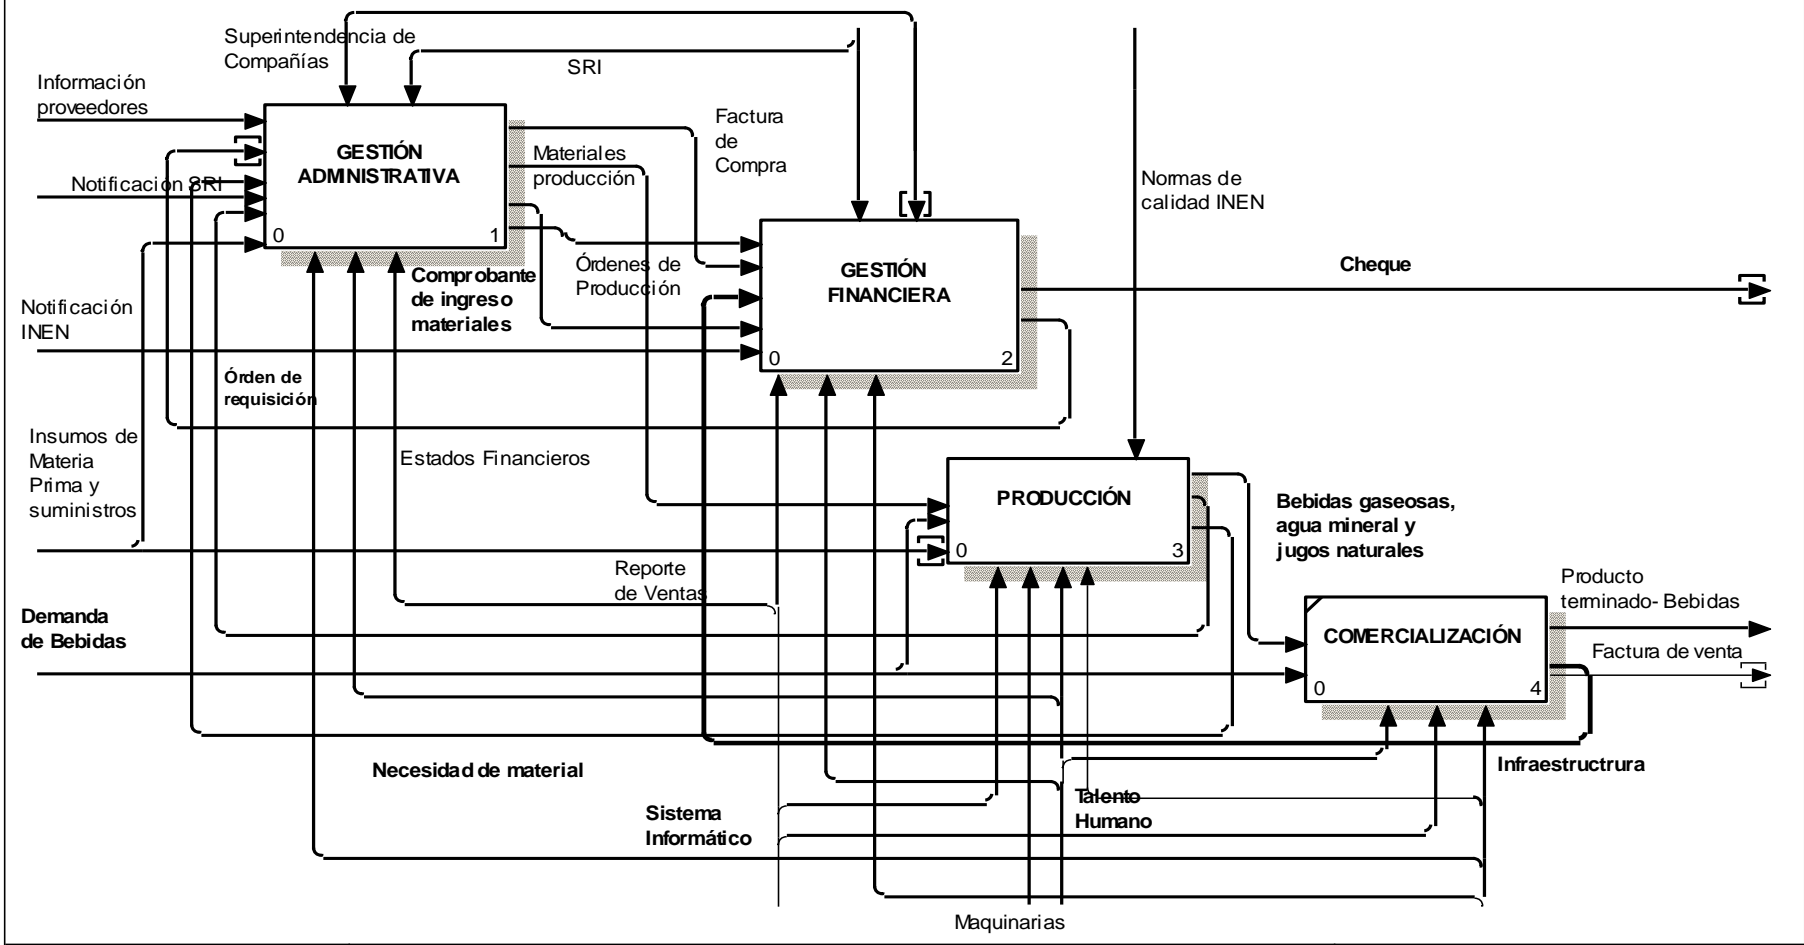 Superintendencia de
Compañías
SRI
Información
proveedores
GESTIÓN
ADMINISTRATIVA
0
1
Notificación SRI
Materiales
producción
Factura
de
Compra
Normas de
calidad INEN
Comprobante
de ingreso
materiales
Órdenes de
Producción
GESTIÓN
FINANCIERA
0
2
Cheque
Notificación
INEN
Órden de
requisición
Insumos de
Materia
Prima y
suministros
Estados Financieros
PRODUCCIÓN
0
3
Bebidas gaseosas,
agua mineral y
jugos naturales
Reporte
de Ventas
Demanda
de Bebidas
Producto
terminado- Bebidas
COMERCIALIZACIÓN
0
4
Factura de venta
Necesidad de material
Infraestructrura
Sistema
Informático
Talento
Humano
Maquinarias